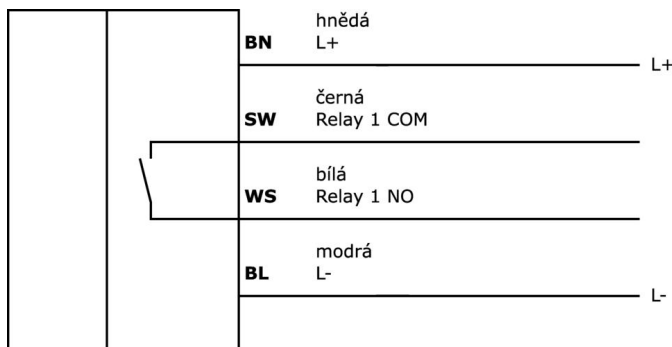 hnědá
BN L+
L+
černá
SW Relay 1 COM
bílá
WS Relay 1 NO
modrá
BL L-
L-